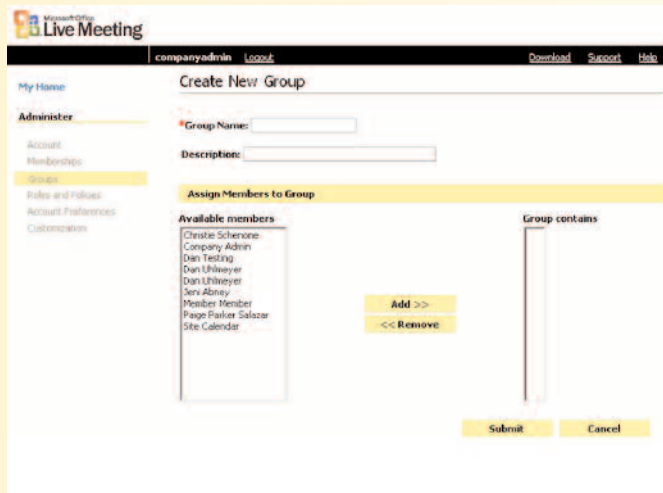 Microsoft Office
Live Meeting
companyadmin Logout Download Support Help
My Home
Create New Group
Administer
*Group Name:
Description:
Account
Memberships
Groups
Roles and Policies
Account Preferences
Customization
Assign Members to Group
Available members
Group contains
Christie Schenone
Company Admin
Dan Testing
Dan Uhlmeyer
Dan Uhlmeyer
Jeni Abney
Member Member
Paige Parker Salazar
Site Calendar
Add >>
<< Remove
Submit Cancel